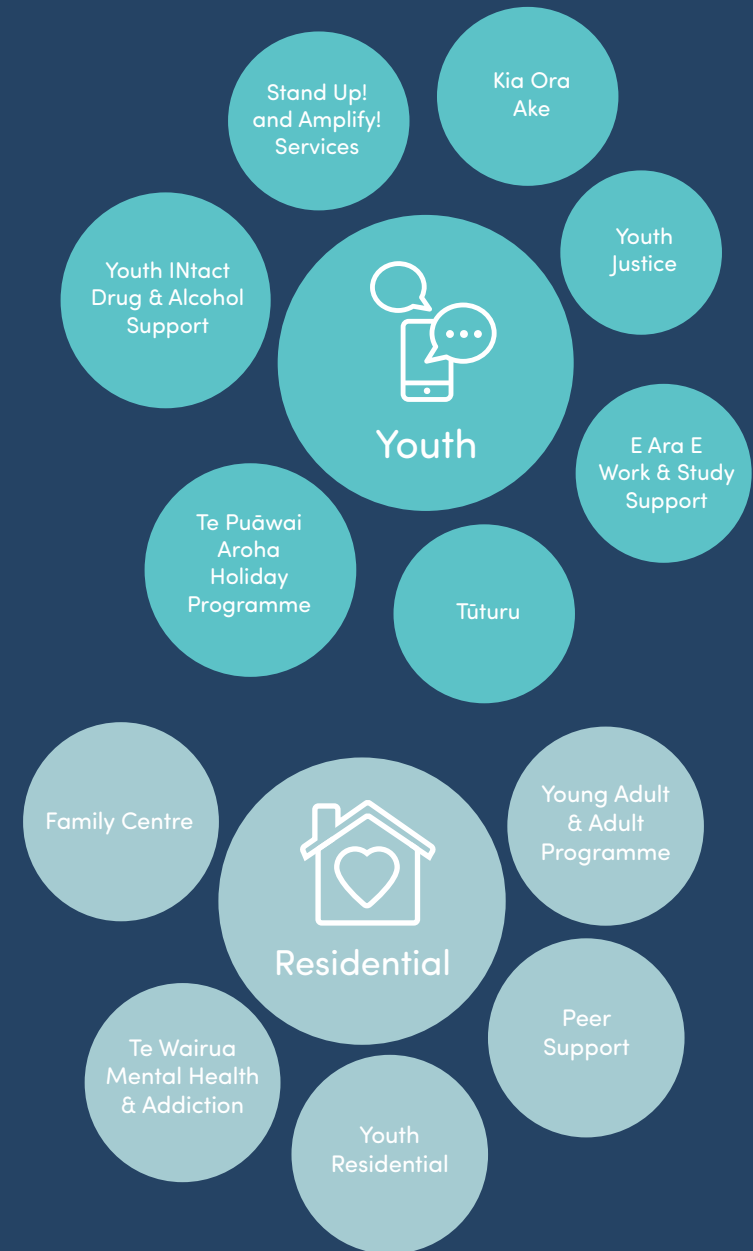 Stand Up!
and Amplify!
Services
Kia Ora
Ake
Youth
Justice
Youth INtact
Drug & Alcohol
Support
Youth
E Ara E
Work & Study
Support
Te Puāwai
Aroha
Holiday
Programme
Tūturu
Family Centre
Young Adult
& Adult
Programme
Residential
Peer
Support
Te Wairua
Mental Health
& Addiction
Youth
Residential